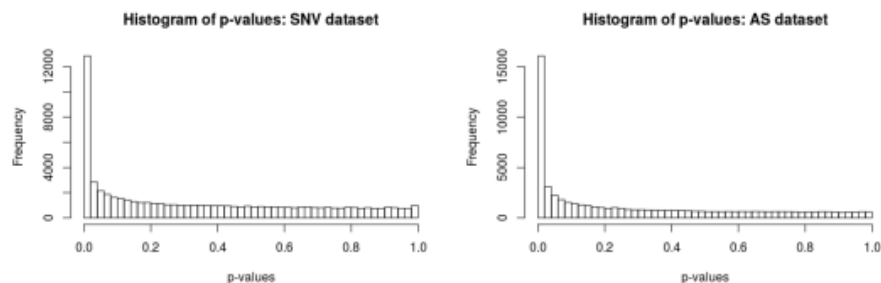 Histogram of p-values: SNV dataset
Frequency
12000
8000
4000
0
0.0 0.2 0.4 0.6 0.8 1.0
p-values
Histogram of p-values: AS dataset
Frequency
15000
10000
5000
0
0.0 0.2 0.4 0.6 0.8 1.0
p-values